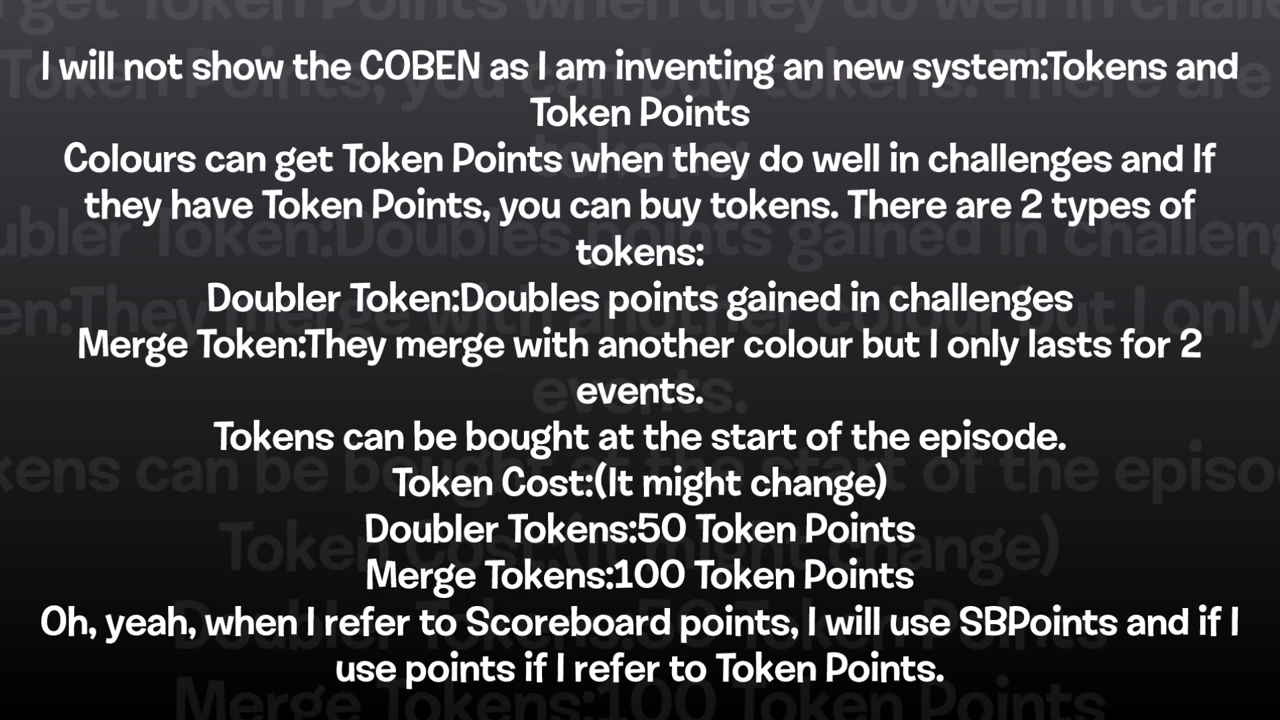 I will not show the COBEN as I am inventing an new system:Tokens and
Token Points
Colours can get Token Points when they do well in challenges and If
they have Token Points, you can buy tokens. There are 2 types of
tokens:
Doubler Token:Doubles points gained in challenges
Merge Token:They merge with another colour but I only lasts for 2
events.
Tokens can be bought at the start of the episode.
Token Cost:(It might change)
Doubler Tokens:50 Token Points
Merge Tokens:100 Token Points
Oh, yeah, when I refer to Scoreboard points, I will use SBPoints and if I
use points if I refer to Token Points.